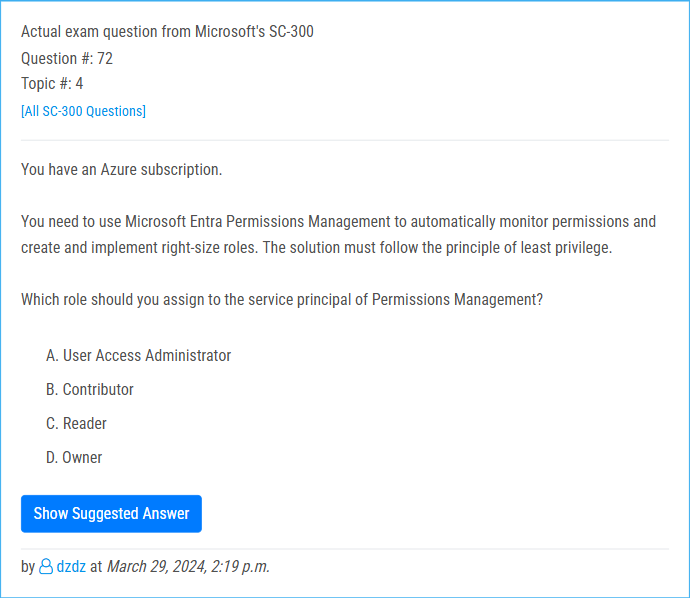 Actual exam question from Microsoft's SC-300
Question #: 72
Topic #: 4
[All SC-300 Questions]
You have an Azure subscription.
You need to use Microsoft Entra Permissions Management to automatically monitor permissions and
create and implement right-size roles. The solution must follow the principle of least privilege.
Which role should you assign to the service principal of Permissions Management?
A. User Access Administrator
B. Contributor
C. Reader
D. Owner
Show Suggested Answer
by dzdz at March 29, 2024, 2:19 p.m.